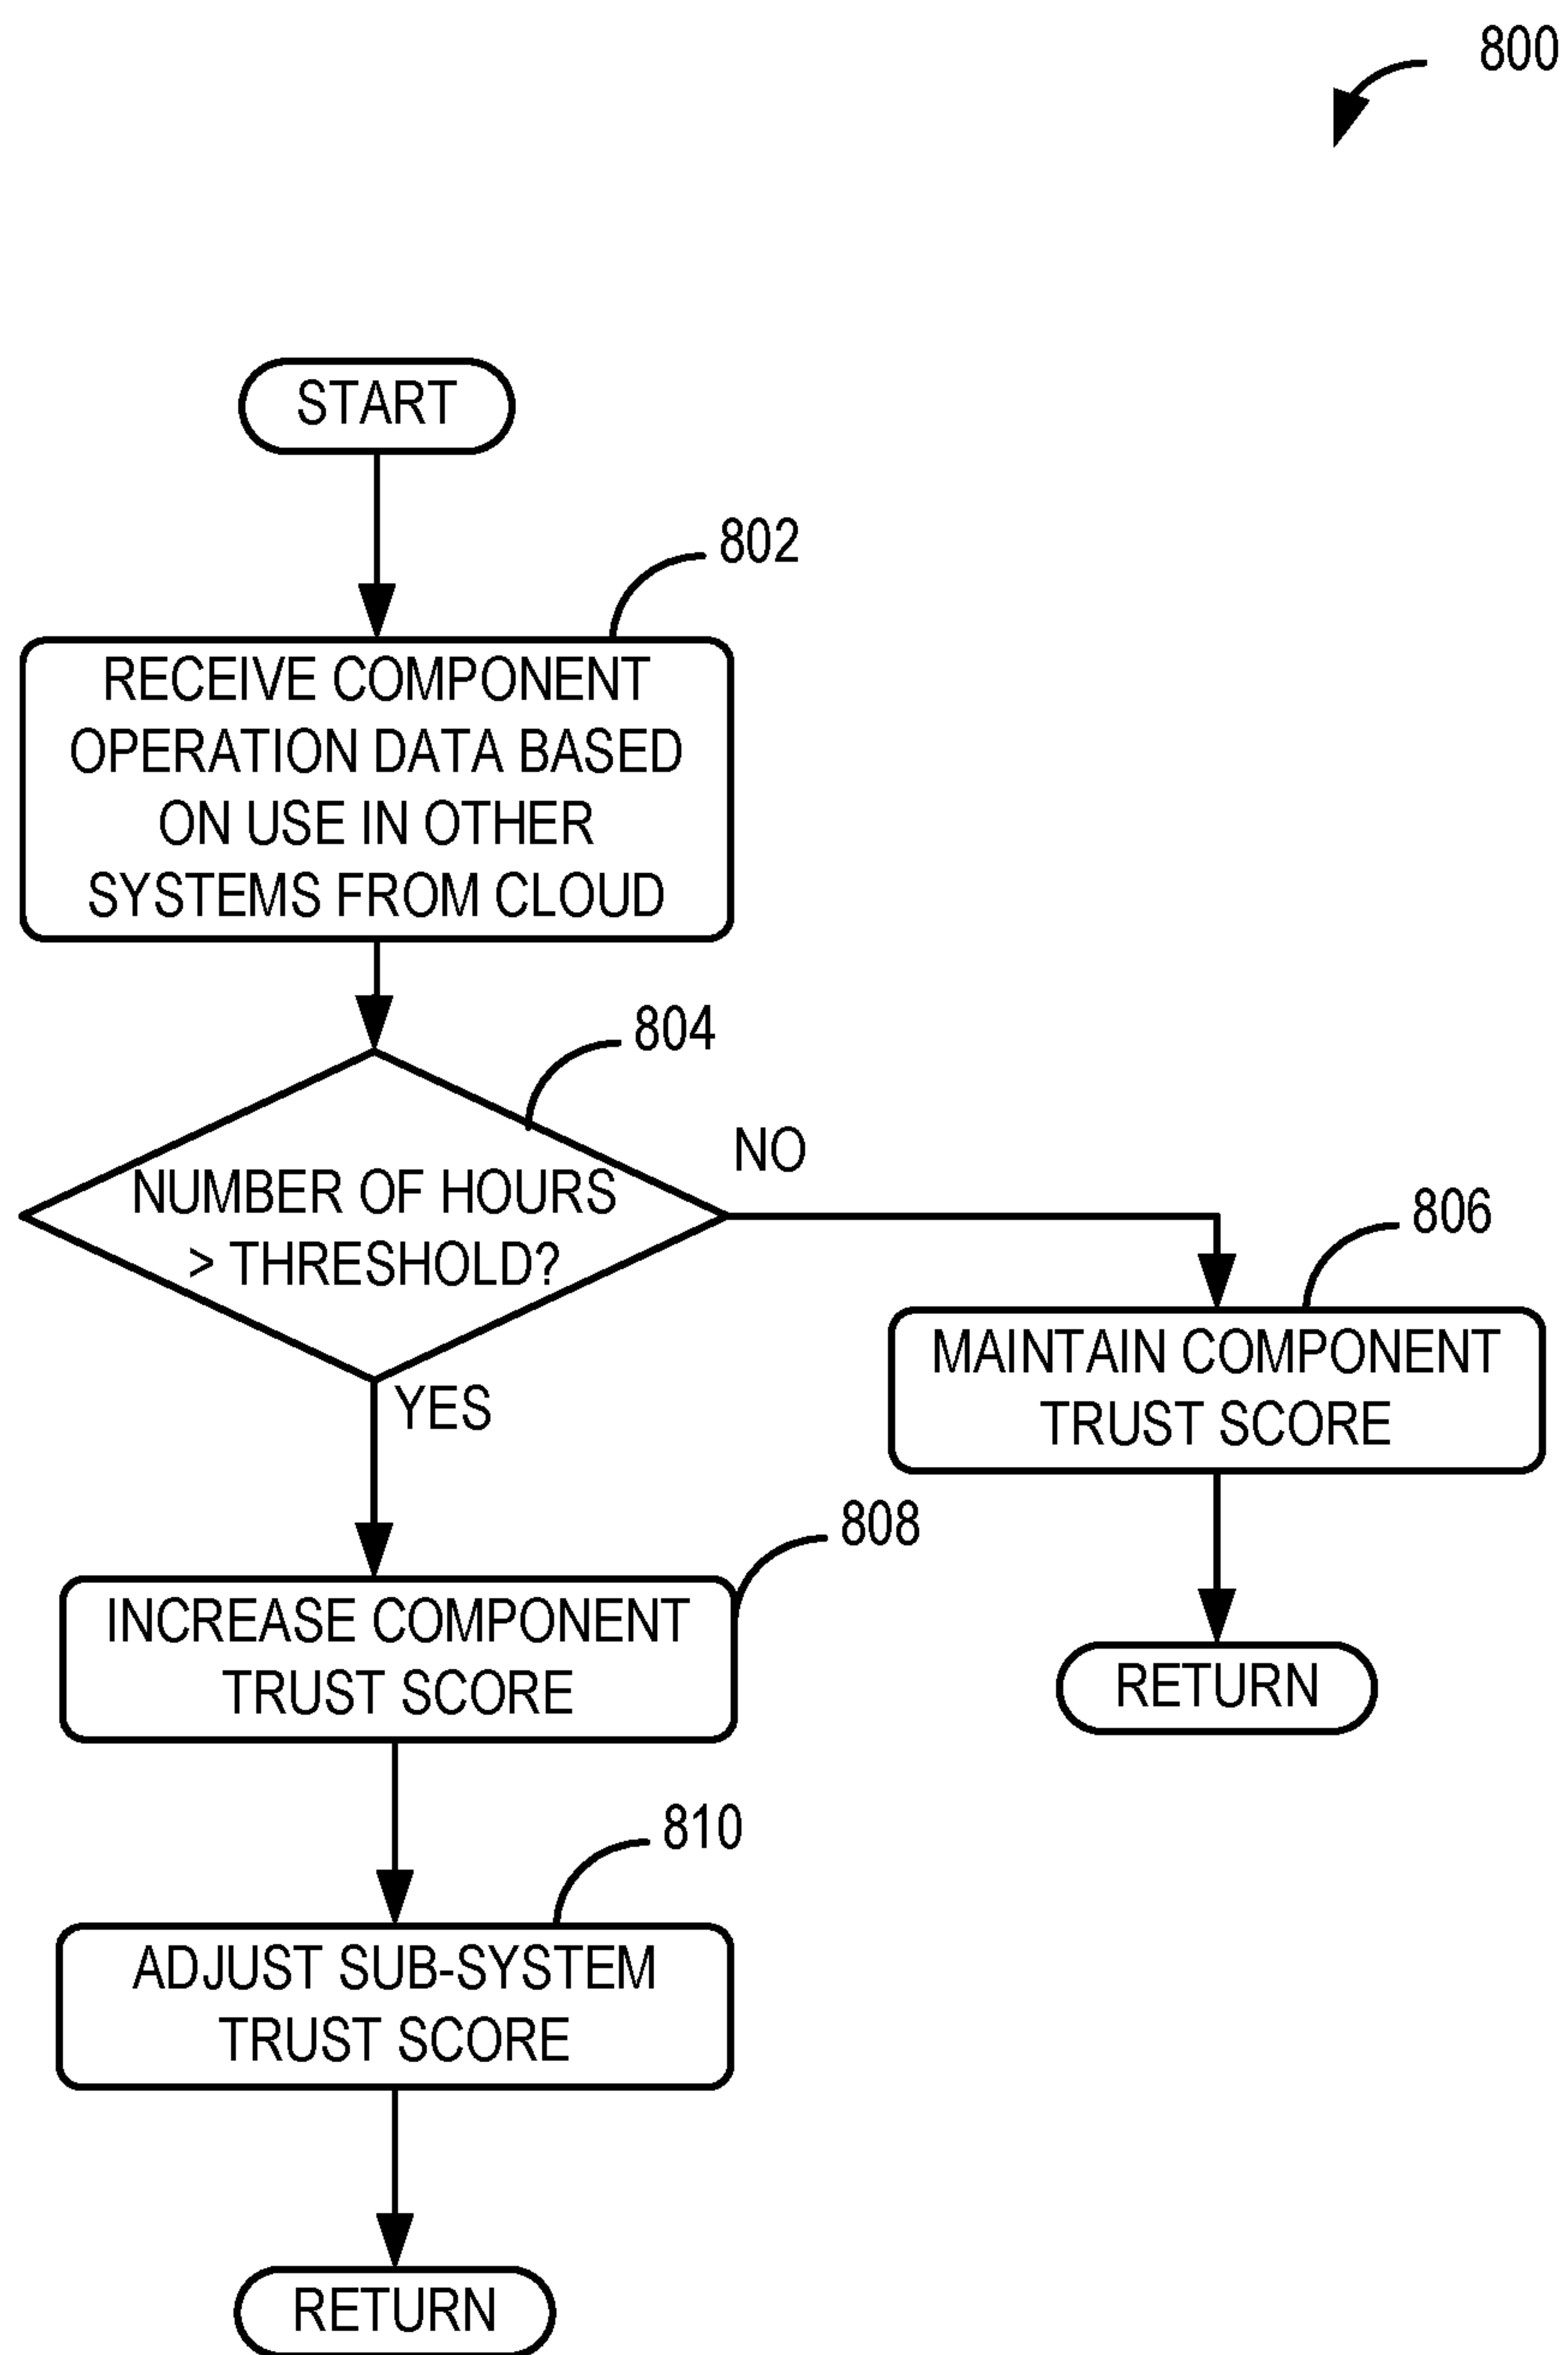 800
START
802
RECEIVE COMPONENT
OPERATION DATA BASED
ON USE IN OTHER
SYSTEMS FROM CLOUD
804
NUMBER OF HOURS
> THRESHOLD?
NO
YES
806
MAINTAIN COMPONENT
TRUST SCORE
RETURN
808
INCREASE COMPONENT
TRUST SCORE
810
ADJUST SUB-SYSTEM
TRUST SCORE
RETURN